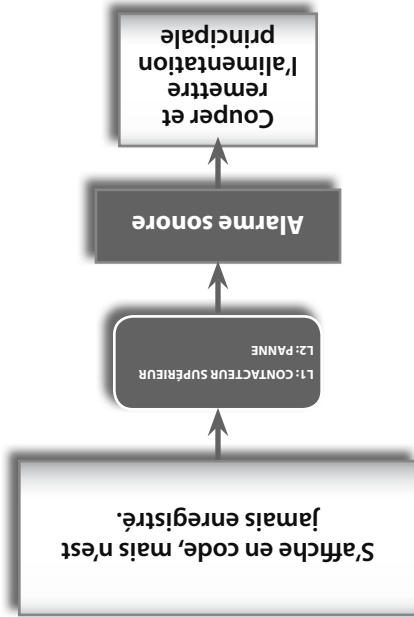 Couper et
remettre
l'alimentation
principale
Alarme sonore
L1: CONTACTEUR SUPÉRIEUR
L2: PANNE
S'affiche en code, mais n'est
jamais enregistré.